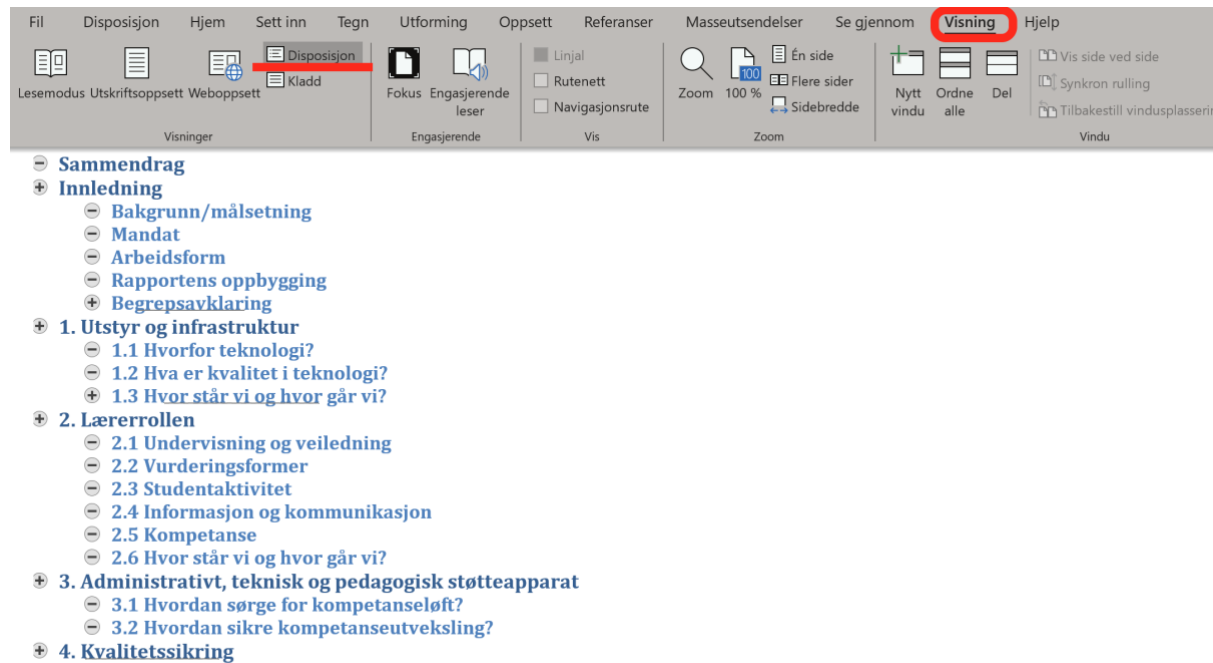 Fil Disposisjon Hjem Sett inn Tegn Utforming Oppsett Referanser Masseutsendelser Se gjennom Visning Hjelp
Lesemodus Utskriftsoppsett Weboppsett
Disposisjon
Kladd
Visninger
Fokus Engasjerende leser
Engasjerende
Linjal
Rutenett
Navigasjonsrute
Vis
Zoom
100
100 %
Én side
Flere sider
Sidebredde
Zoom
Nytt vindu
Ordne alle
Del
Vis side ved side
Synkron rulling
Tilbakestill vindusplasserin
Vindu
Sammendrag
Innledning
Bakgrunn/målsetning
Mandat
Arbeidsform
Rapportens oppbygging
Begrepsavklaring
1. Utstyr og infrastruktur
1.1 Hvorfor teknologi?
1.2 Hva er kvalitet i teknologi?
1.3 Hvor står vi og hvor går vi?
2. Lærerrollen
2.1 Undervisning og veiledning
2.2 Vurderingsformer
2.3 Studentaktivitet
2.4 Informasjon og kommunikasjon
2.5 Kompetanse
2.6 Hvor står vi og hvor går vi?
3. Administrativt, teknisk og pedagogisk støtteapparat
3.1 Hvordan sørge for kompetanseløft?
3.2 Hvordan sikre kompetanseutveksling?
4. Kvalitetssikring